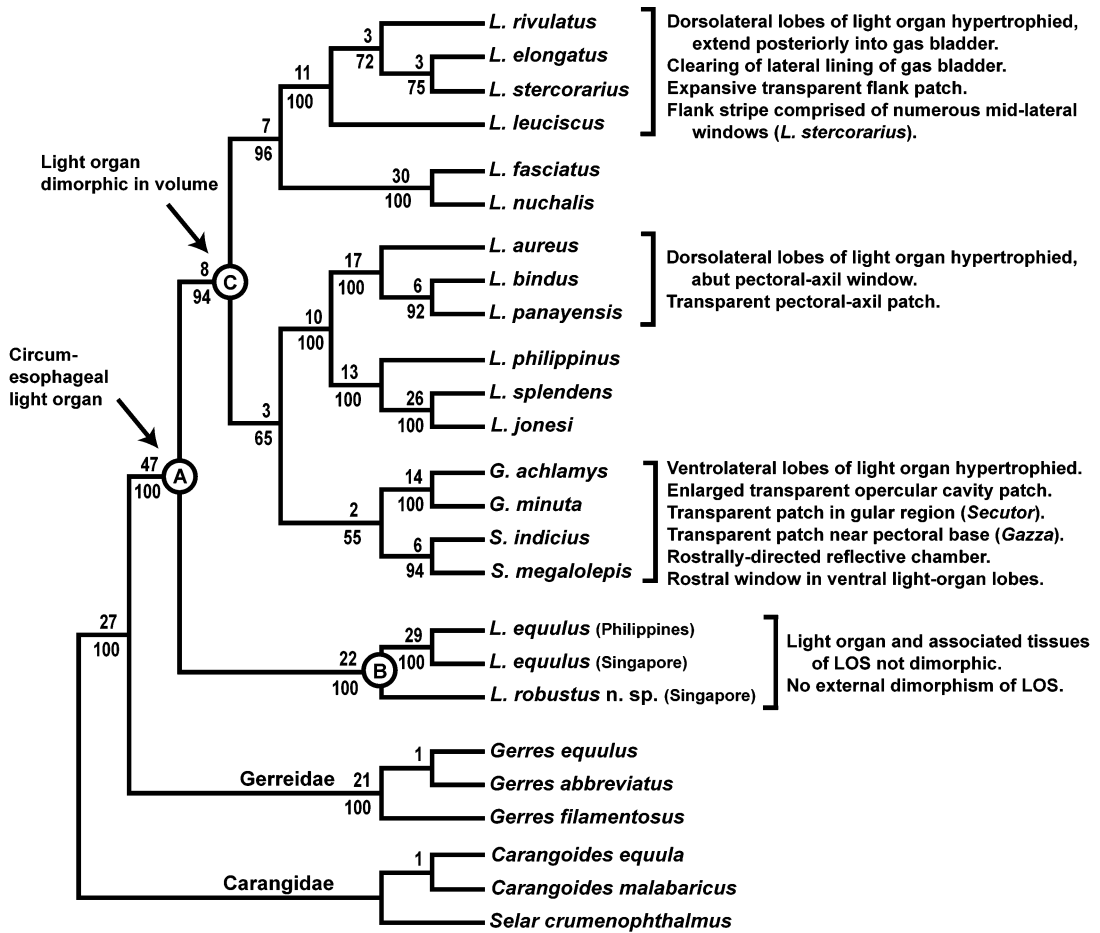 L. rivulatus
L. elongatus
L. stercorarius
L. leuciscus
3
72
3
75
11
100
7
96
Dorsolateral lobes of light organ hypertrophied,
extend posteriorly into gas bladder.
Clearing of lateral lining of gas bladder.
Expansive transparent flank patch.
Flank stripe comprised of numerous mid-lateral
windows (L. stercorarius).
L. fasciatus
L. nuchalis
30
100
Light organ
dimorphic in volume
8
94
C
L. aureus
L. bindus
L. panayensis
17
100
6
92
Dorsolateral lobes of light organ hypertrophied,
abut pectoral-axil window.
Transparent pectoral-axil patch.
10
100
L. philippinus
L. splendens
L. jonesi
13
100
26
100
3
65
Circum-
esophageal
light organ
47
100
A
G. achlamys
G. minuta
S. indicius
S. megalolepis
14
100
2
55
6
94
Ventrolateral lobes of light organ hypertrophied.
Enlarged transparent opercular cavity patch.
Transparent patch in gular region (Secutor).
Transparent patch near pectoral base (Gazza).
Rostrally-directed reflective chamber.
Rostral window in ventral light-organ lobes.
27
100
L. equulus (Philippines)
L. equulus (Singapore)
L. robustus n. sp. (Singapore)
29
100
22
100
B
Light organ and associated tissues
of LOS not dimorphic.
No external dimorphism of LOS.
Gerres equulus
Gerres abbreviatus
Gerres filamentosus
1
Gerreidae
21
100
Carangoides equula
Carangoides malabaricus
Selar crumenophthalmus
1
Carangidae